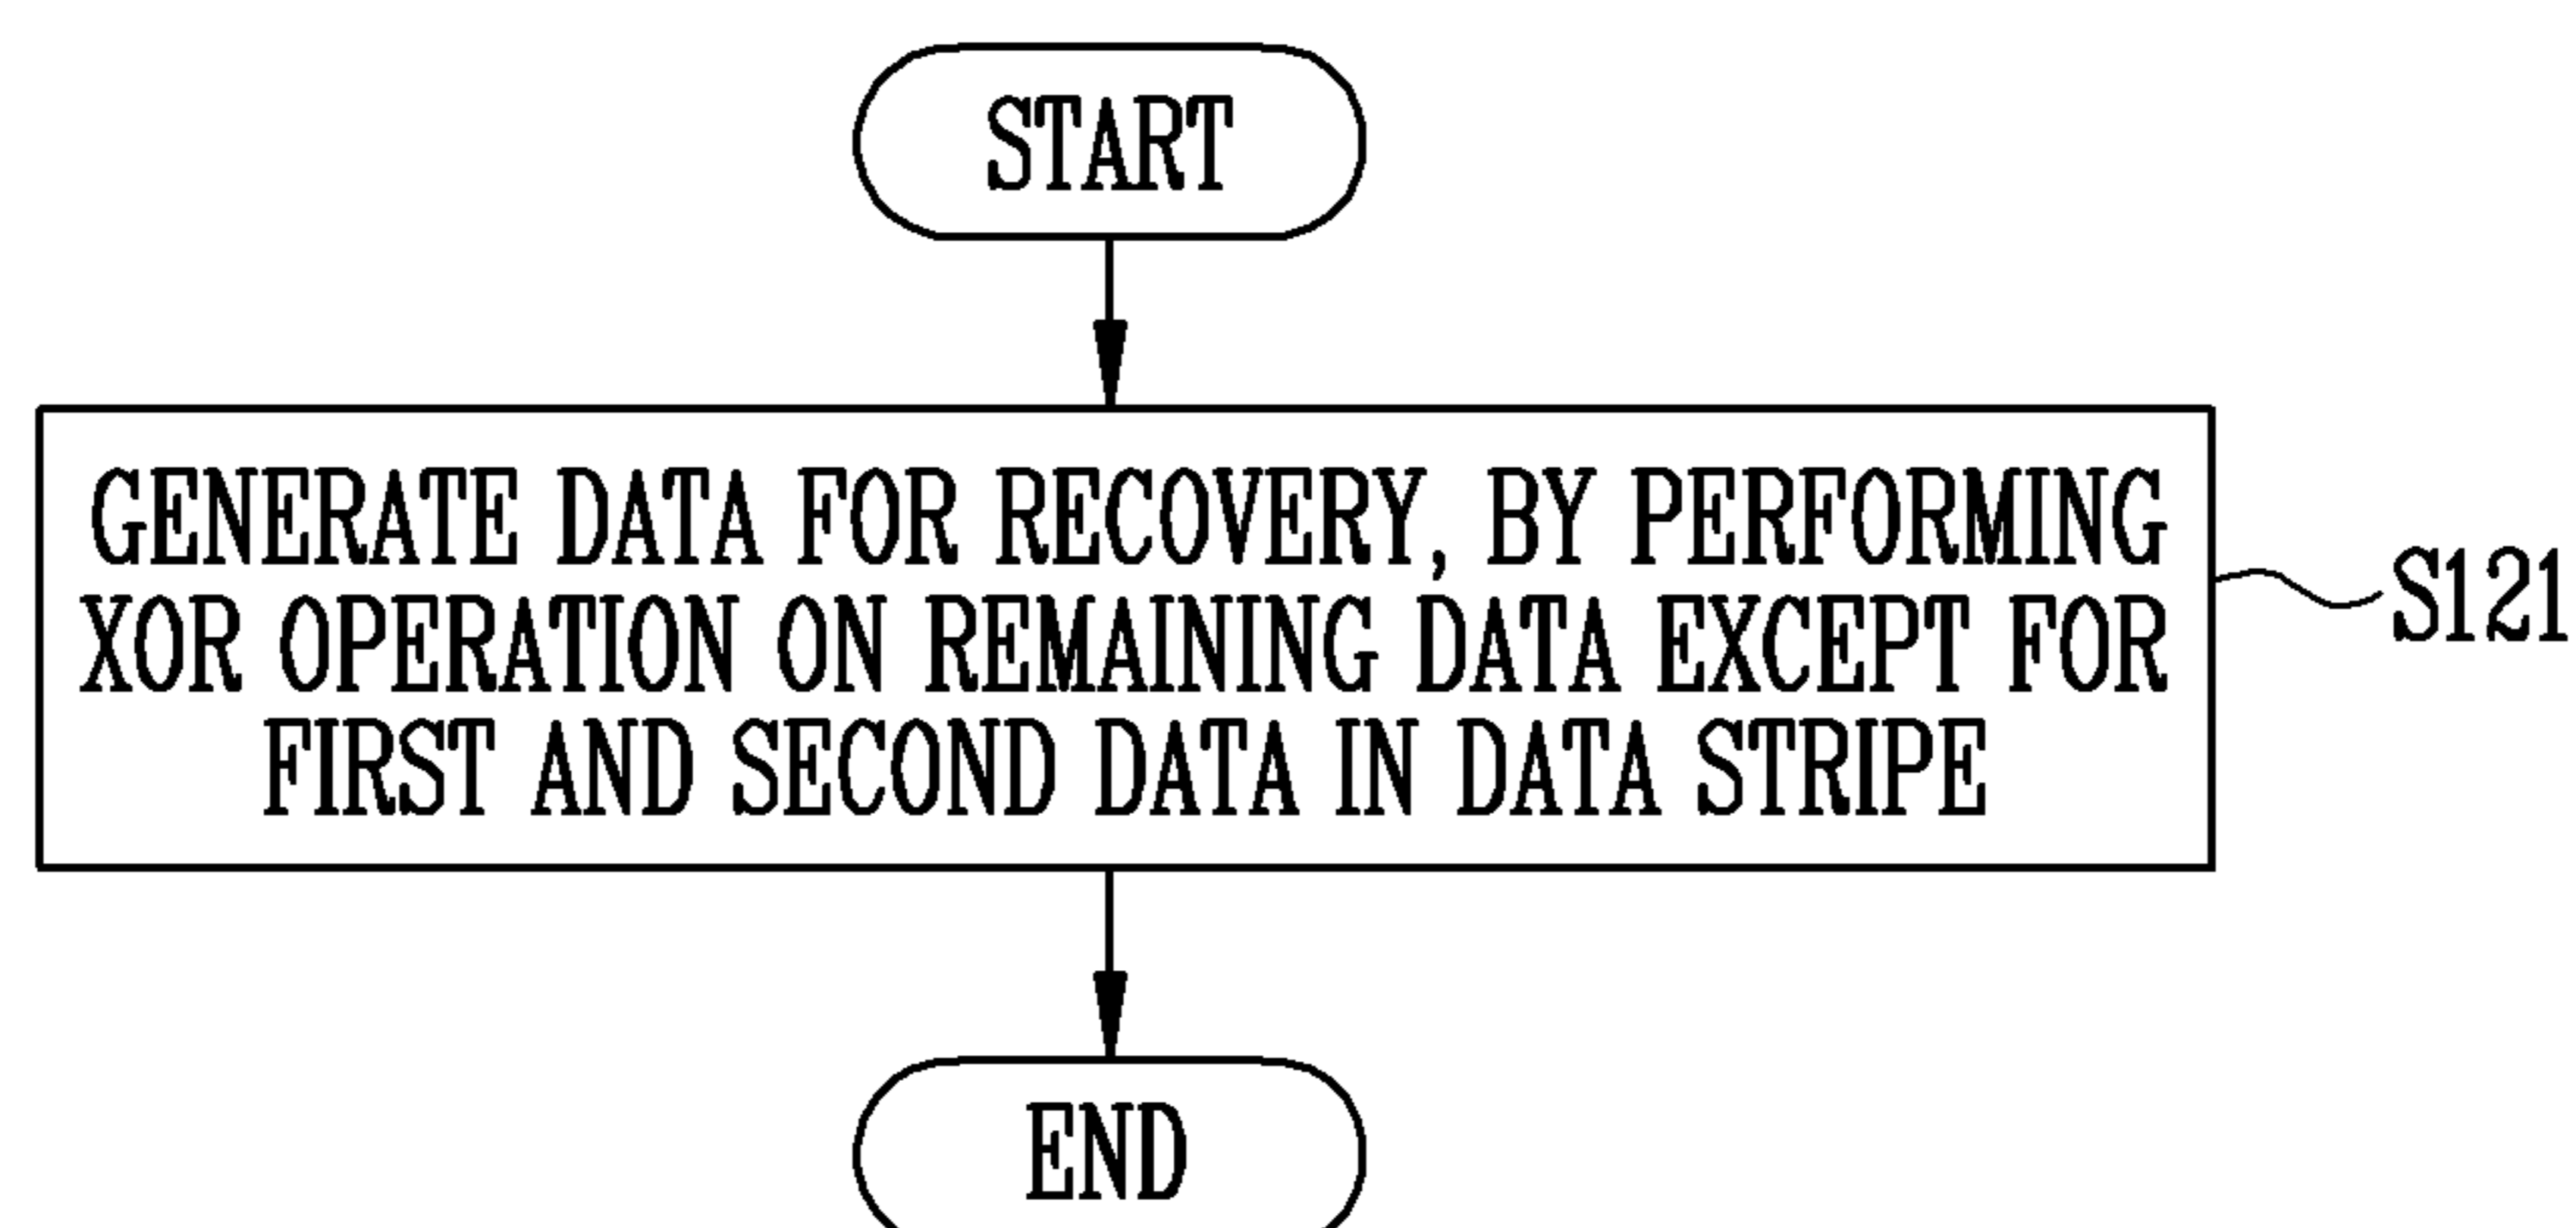 START
GENERATE DATA FOR RECOVERY, BY PERFORMING
XOR OPERATION ON REMAINING DATA EXCEPT FOR
FIRST AND SECOND DATA IN DATA STRIPE
S121
END